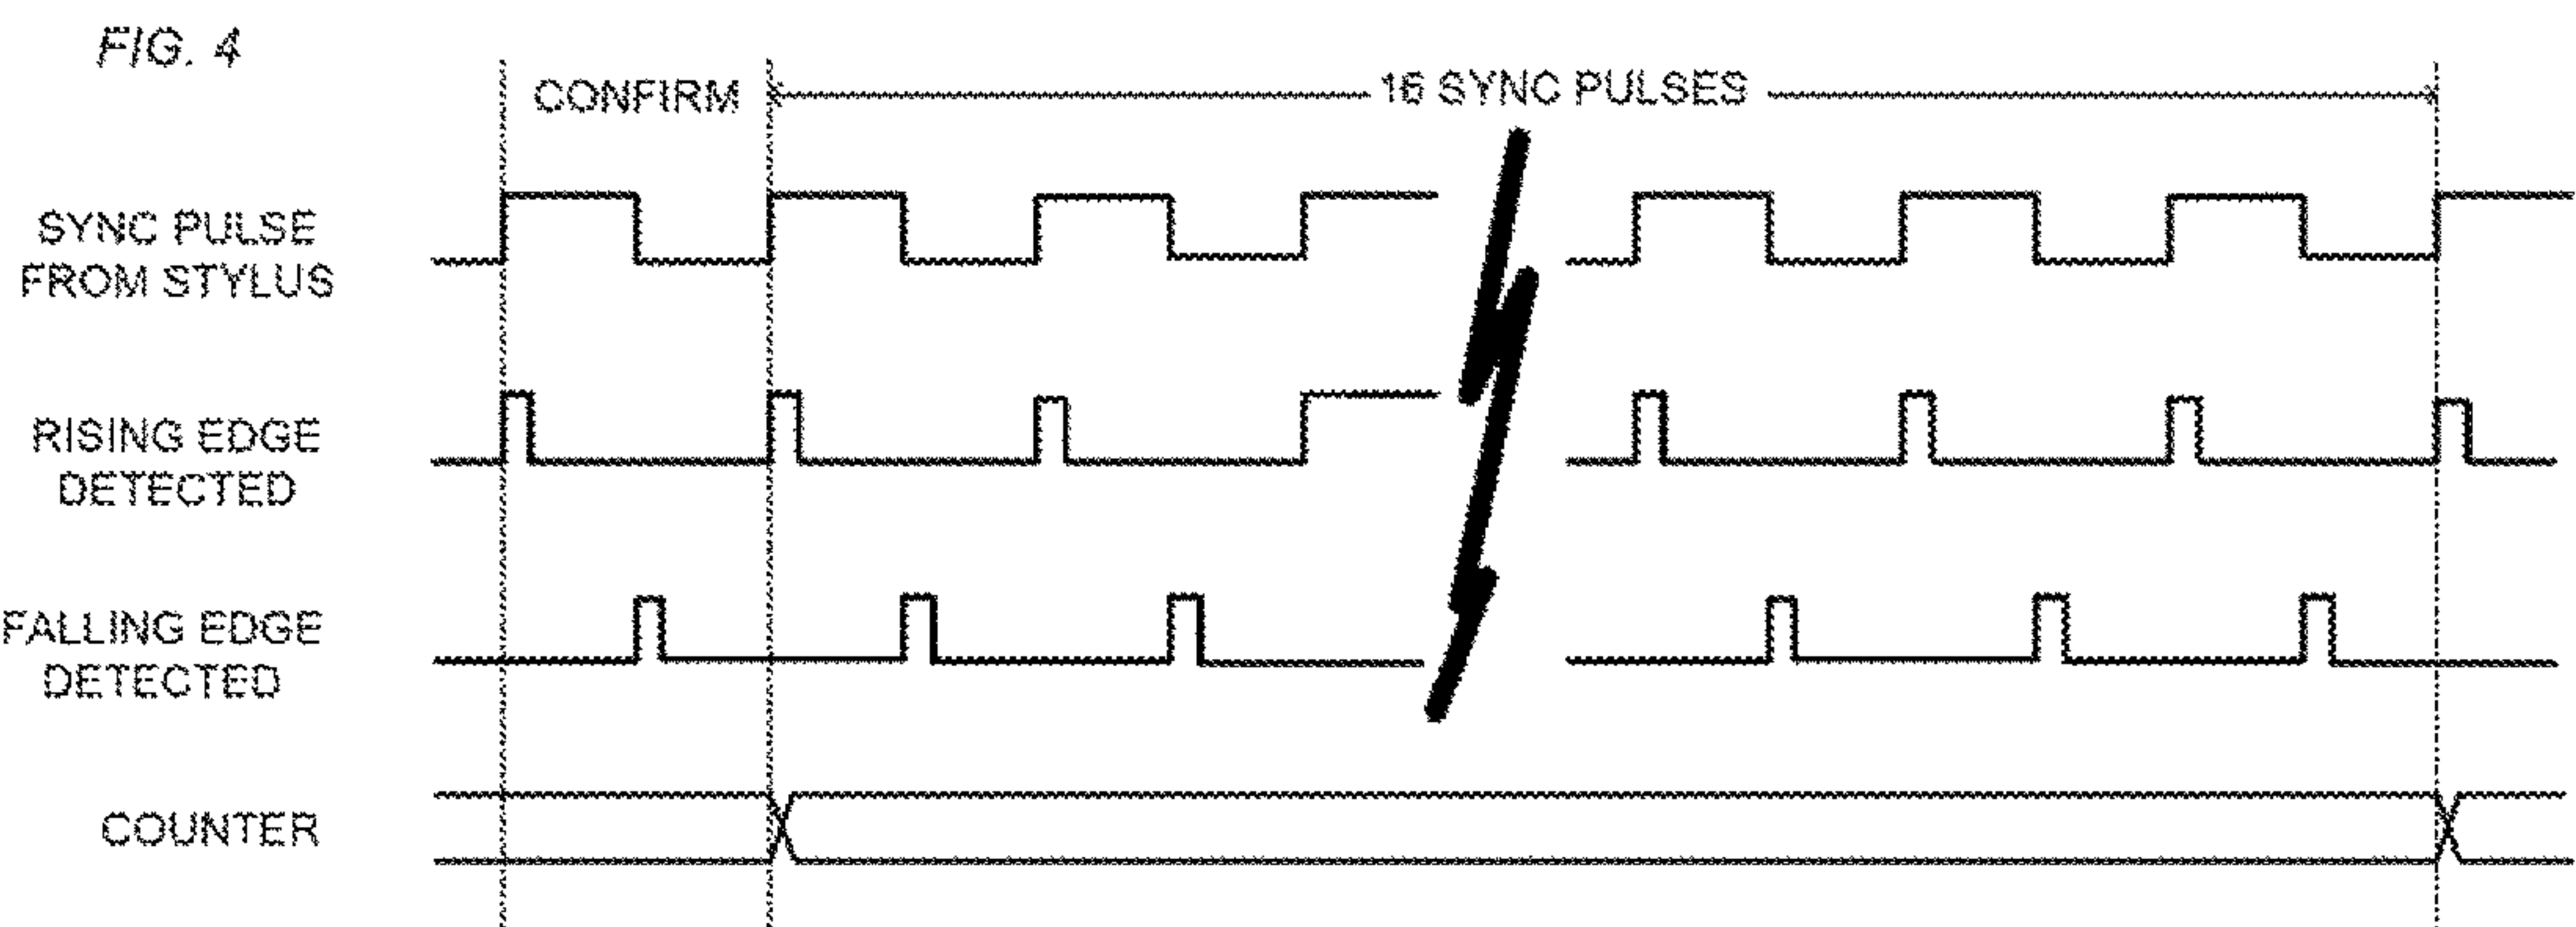 FIG. 4
CONFIRM
16 SYNC PULSES
SYNC PULSE
FROM STYLUS
RISING EDGE
DETECTED
FALLING EDGE
DETECTED
COUNTER